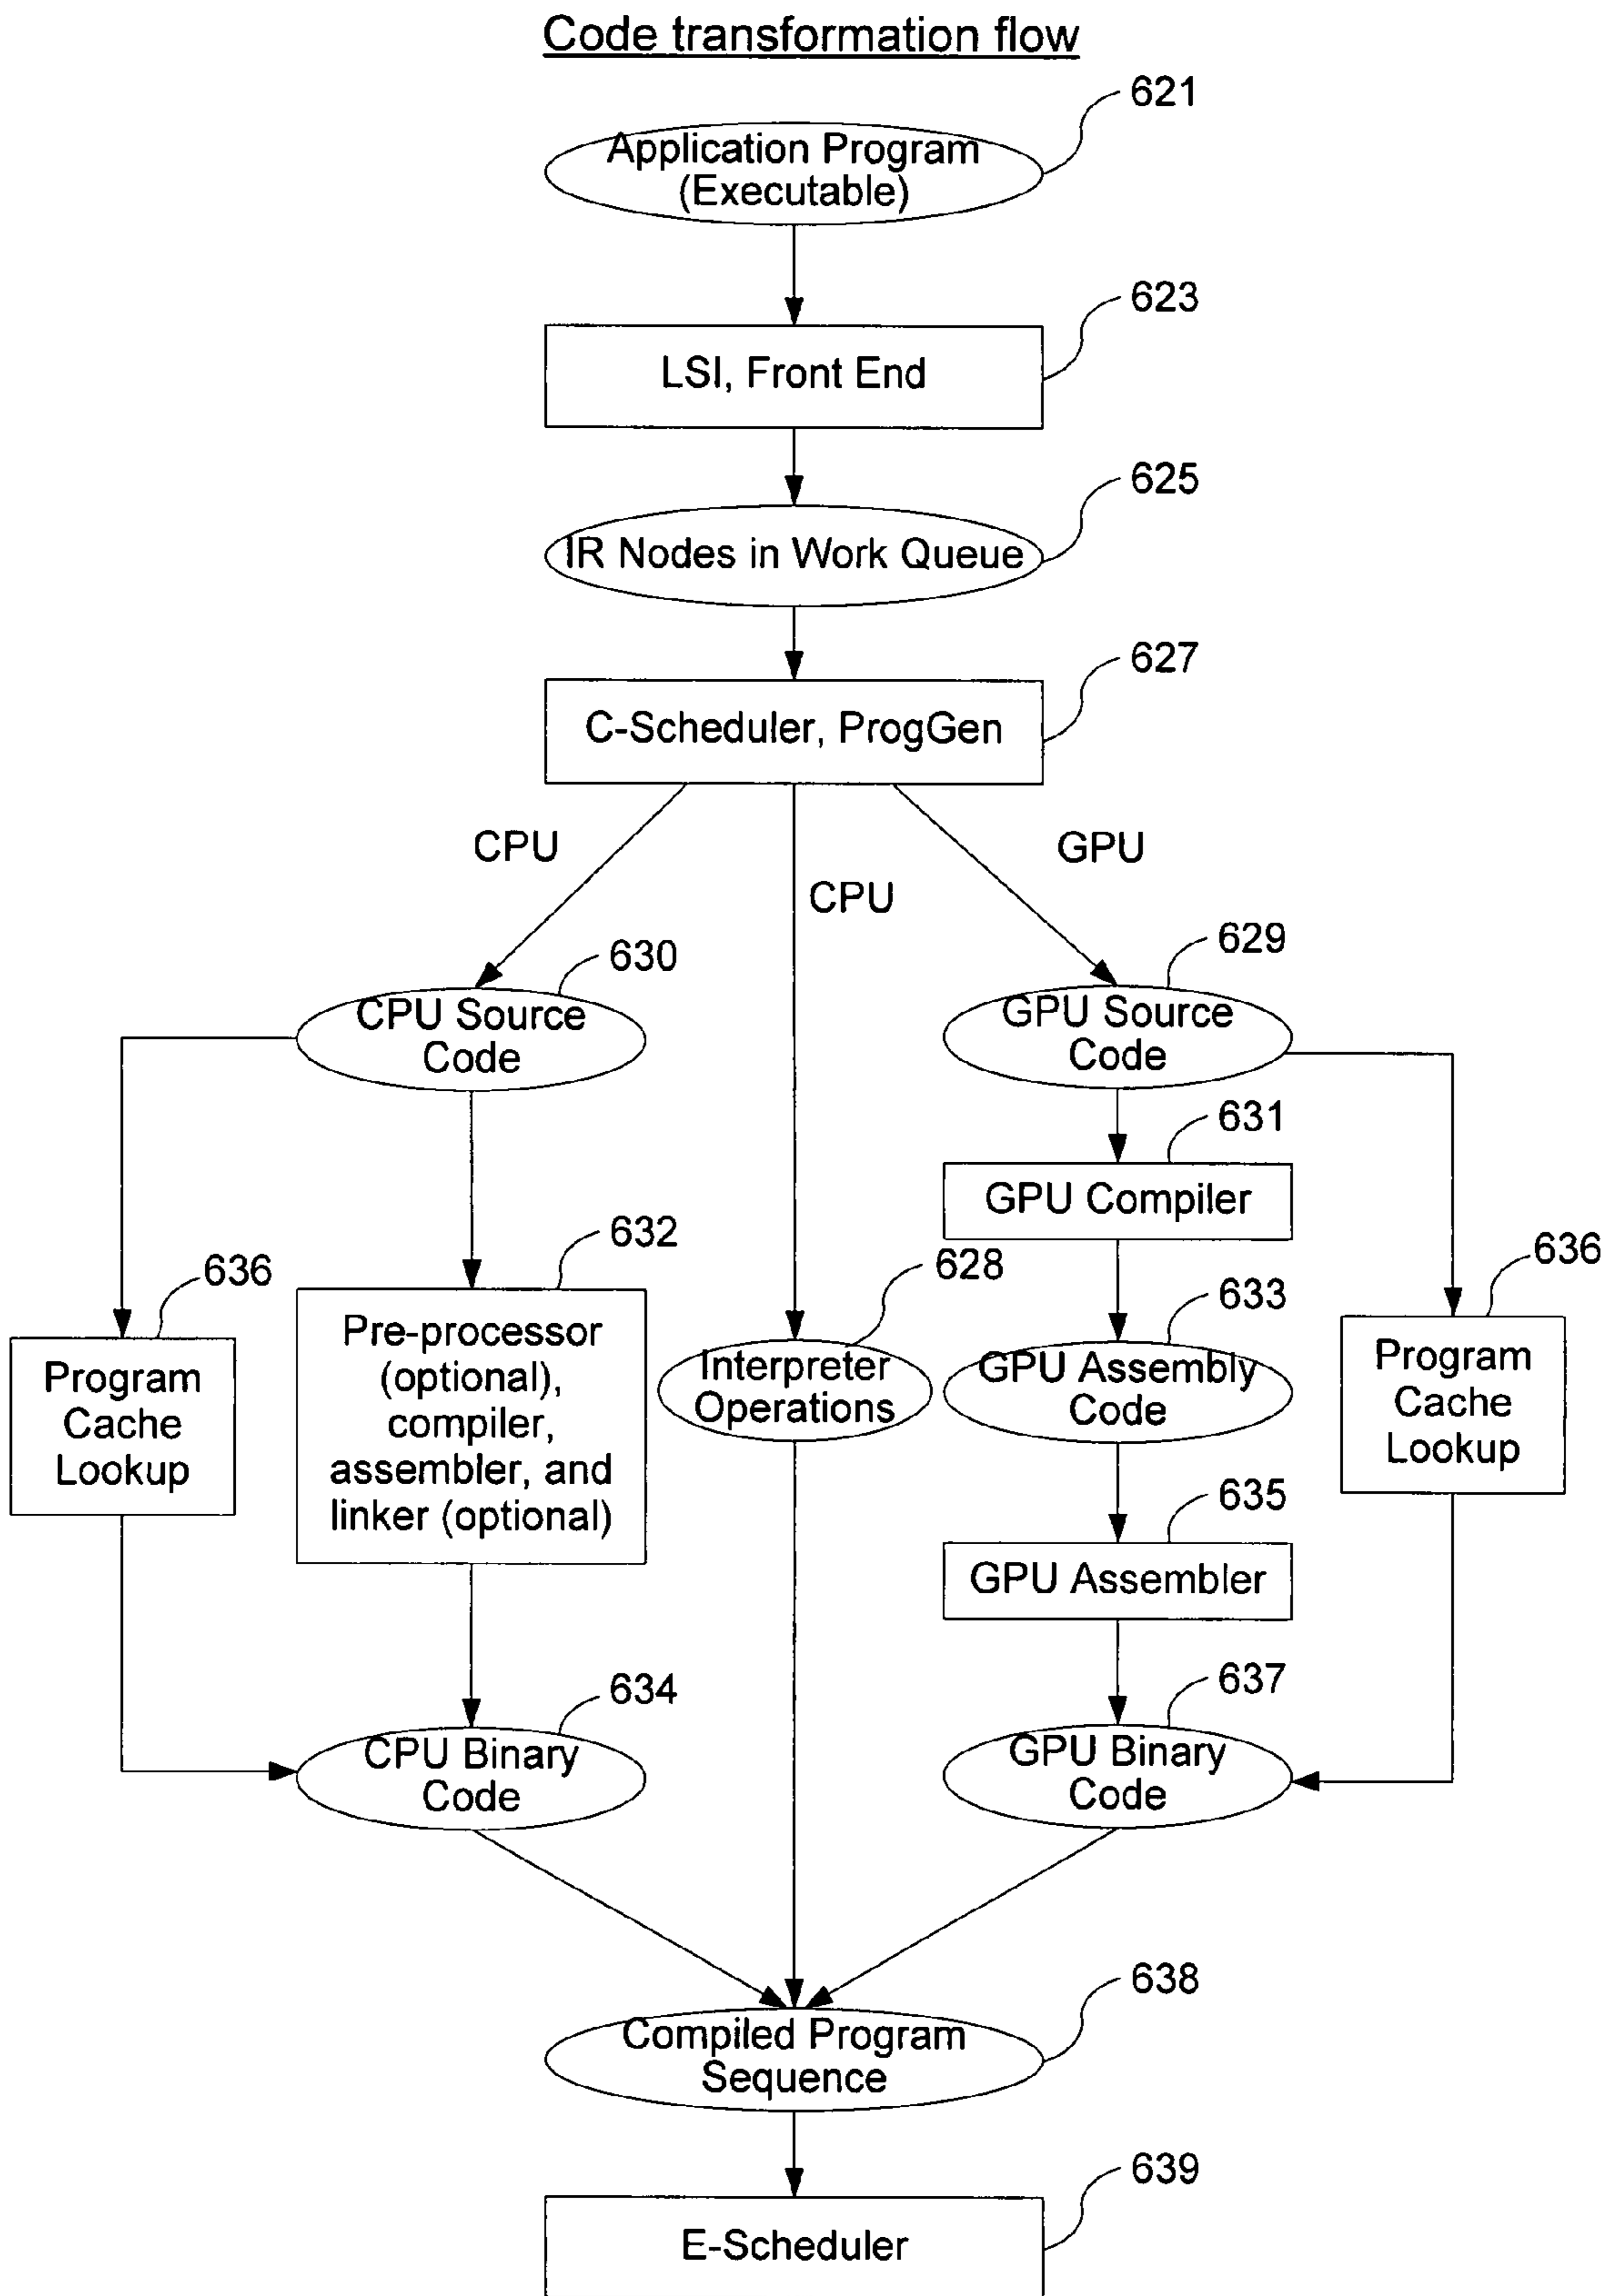 Code transformation flow
621
Application Program
(Executable)
623
LSI, Front End
625
IR Nodes in Work Queue
627
C-Scheduler, ProgGen
CPU
CPU
GPU
630
CPU Source
Code
629
GPU Source
Code
631
GPU Compiler
636
Program
Cache
Lookup
632
Pre-processor
(optional),
compiler,
assembler, and
linker (optional)
628
Interpreter
Operations
633
GPU Assembly
Code
636
Program
Cache
Lookup
635
GPU Assembler
634
CPU Binary
Code
637
GPU Binary
Code
638
Compiled Program
Sequence
639
E-Scheduler